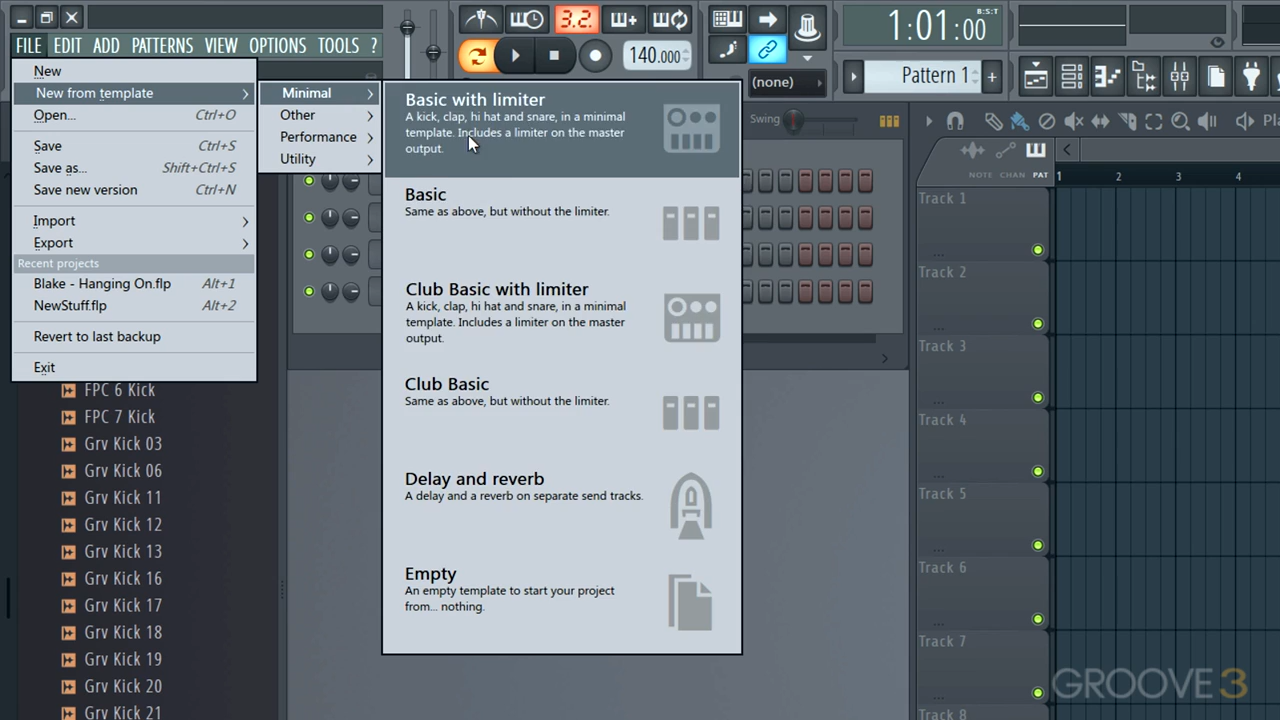 FILE EDIT ADD PATTERNS VIEW OPTIONS TOOLS ?
3.2.
140.000
1:01:00
B:S:T
(none)
Pattern 1
New
New from template
Open... Ctrl+O
Save Ctrl+S
Save as... Shift+Ctrl+S
Save new version Ctrl+N
Import
Export
Recent projects
Blake - Hanging On.flp Alt+1
NewStuff.flp Alt+2
Revert to last backup
Exit
Minimal
Other
Performance
Utility
Basic with limiter
A kick, clap, hi hat and snare, in a minimal
template. Includes a limiter on the master
output.
Basic
Same as above, but without the limiter.
Club Basic with limiter
A kick, clap, hi hat and snare, in a minimal
template. Includes a limiter on the master
output.
Club Basic
Same as above, but without the limiter.
Delay and reverb
A delay and a reverb on separate send tracks.
Empty
An empty template to start your project
from... nothing.
Swing
FPC 6 Kick
FPC 7 Kick
Grv Kick 03
Grv Kick 06
Grv Kick 11
Grv Kick 12
Grv Kick 13
Grv Kick 16
Grv Kick 17
Grv Kick 18
Grv Kick 19
Grv Kick 20
Grv Kick 21
NOTE CHAN PAT
1 2 3 4
Track 1
Track 2
Track 3
Track 4
Track 5
Track 6
Track 7
Track 8
GROOVE 3